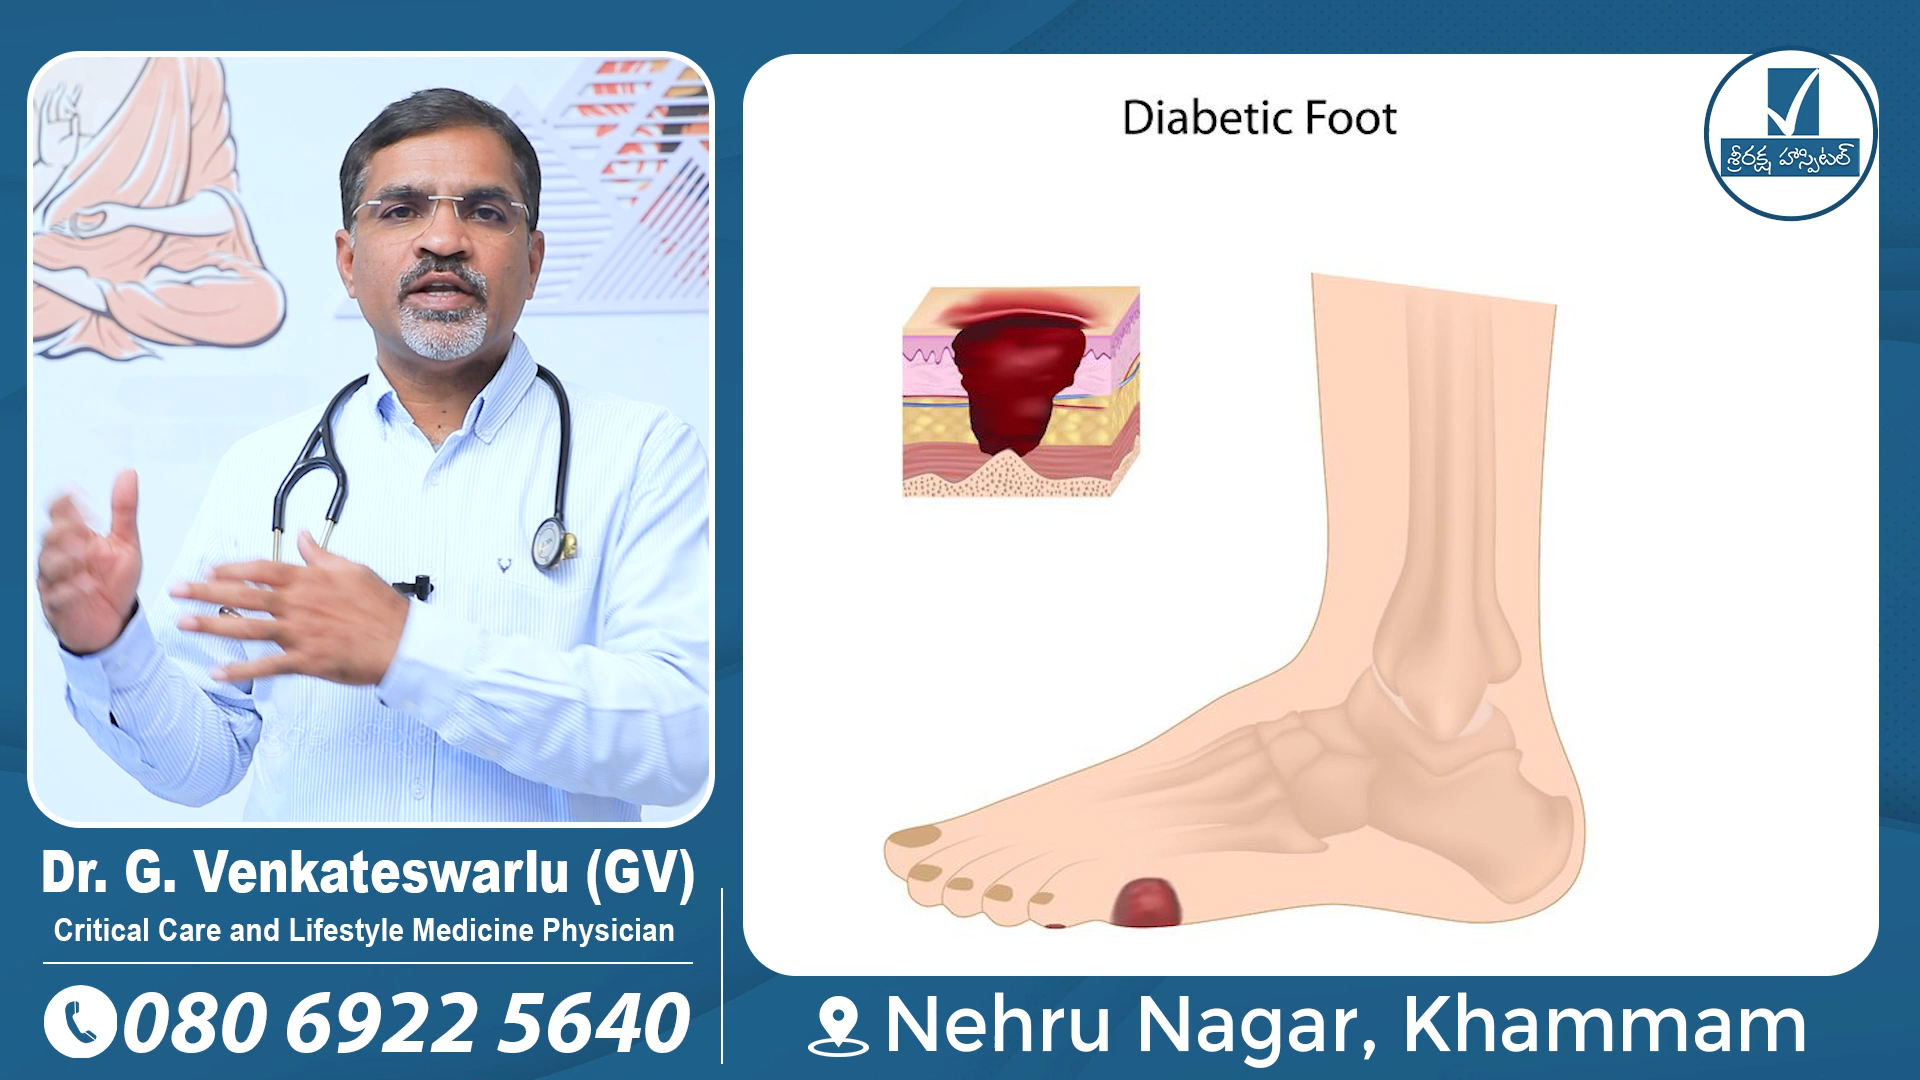 Diabetic Foot
శ్రీరక్ష హాస్పిటల్
Dr. G. Venkateswarlu (GV)
Critical Care and Lifestyle Medicine Physician
080 6922 5640
Nehru Nagar, Khammam